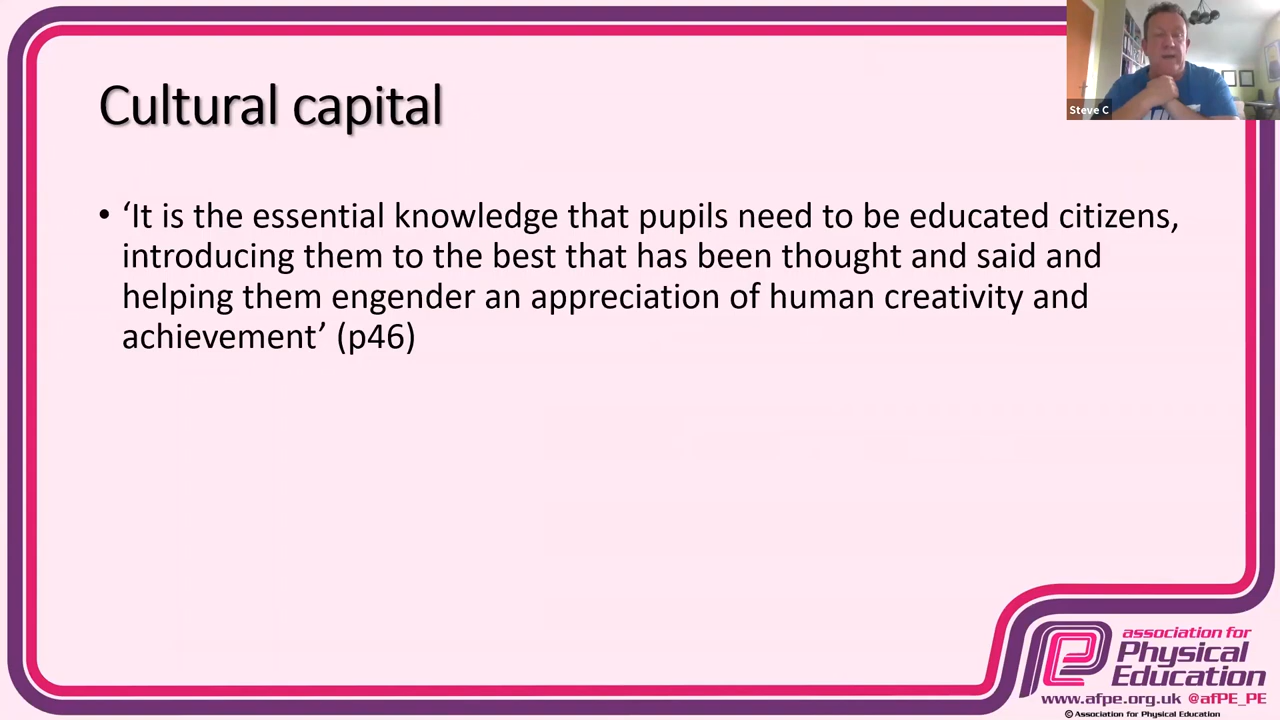 Steve C
Cultural capital
• ‘It is the essential knowledge that pupils need to be educated citizens,
introducing them to the best that has been thought and said and
helping them engender an appreciation of human creativity and
achievement’ (p46)
association for
Physical
Education
www.afpe.org.uk @afPE_PE
© Association for Physical Education